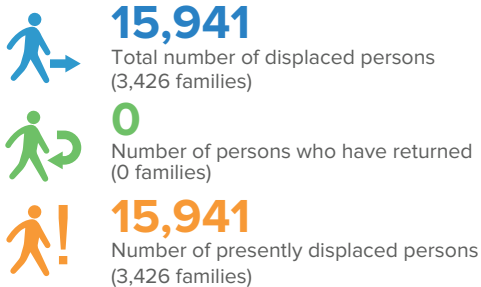 15,941
Total number of displaced persons
(3,426 families)
0
Number of persons who have returned
(0 families)
15,941
Number of presently displaced persons
(3,426 families)